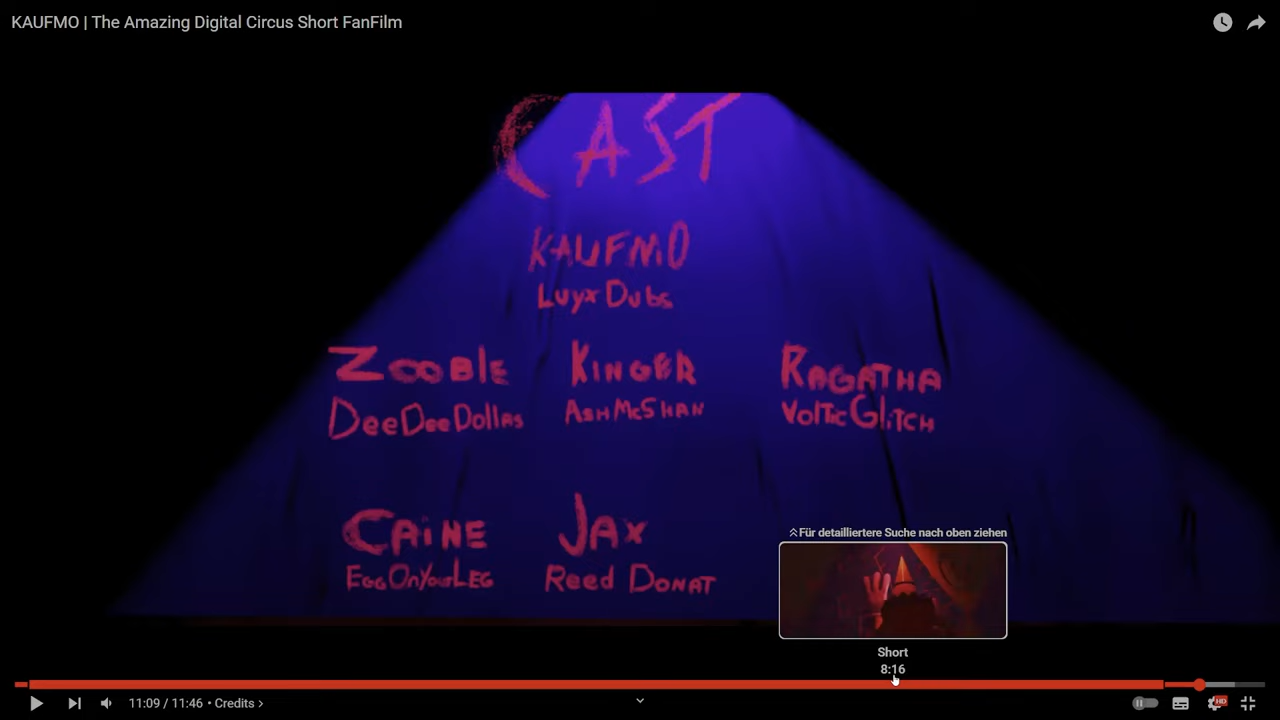 KAUFMO | The Amazing Digital Circus Short FanFilm
CAST
KAUFMO
LuyxDubs
ZOOBLE
KINGER
RAGATHA
DeeDeeDollas
ASHMcSHAN
VOLTicGLiTCH
CAiNE
JAX
EGGOnYourLEG
Reed DONAT
Für detailliertere Suche nach oben ziehen
Short
8:16
11:09 / 11:46 • Credits
HD